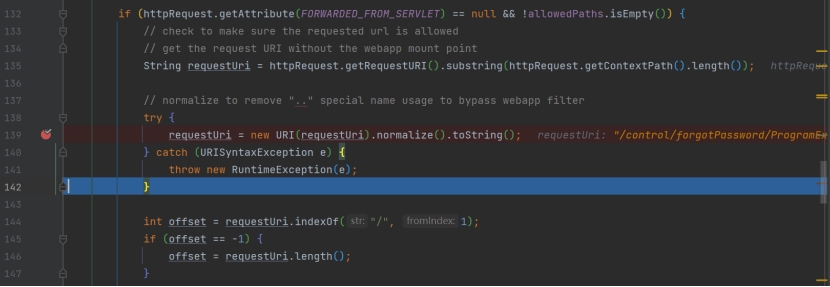 132 if (httpRequest.getAttribute(FORWARDED_FROM_SERVLET) == null && !allowedPaths.isEmpty()) {
133 // check to make sure the requested url is allowed
134 // get the request URI without the webapp mount point
135 String requestUri = httpRequest.getRequestURI().substring(httpRequest.getContextPath().length()); httpReque
136
137 // normalize to remove ".." special name usage to bypass webapp filter
138 try {
139 requestUri = new URI(requestUri).normalize().toString(); requestUri: "/control/forgotPassword/ProgramEx
140 } catch (URISyntaxException e) {
141 throw new RuntimeException(e);
142 }
143
144 int offset = requestUri.indexOf( str: "/", fromIndex: 1);
145 if (offset == -1) {
146 offset = requestUri.length();
147 }